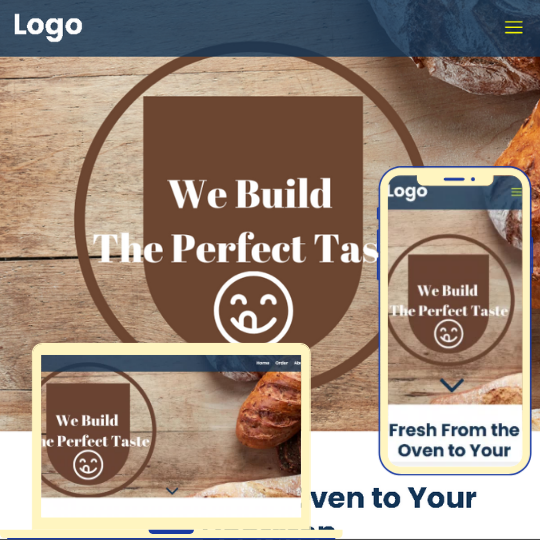 Logo
We Build
The Perfect Tas
Logo
We Build
The Perfect Taste
Fresh From the
Oven to Your
Home Order
We Build
e Perfect Taste
ven to Your